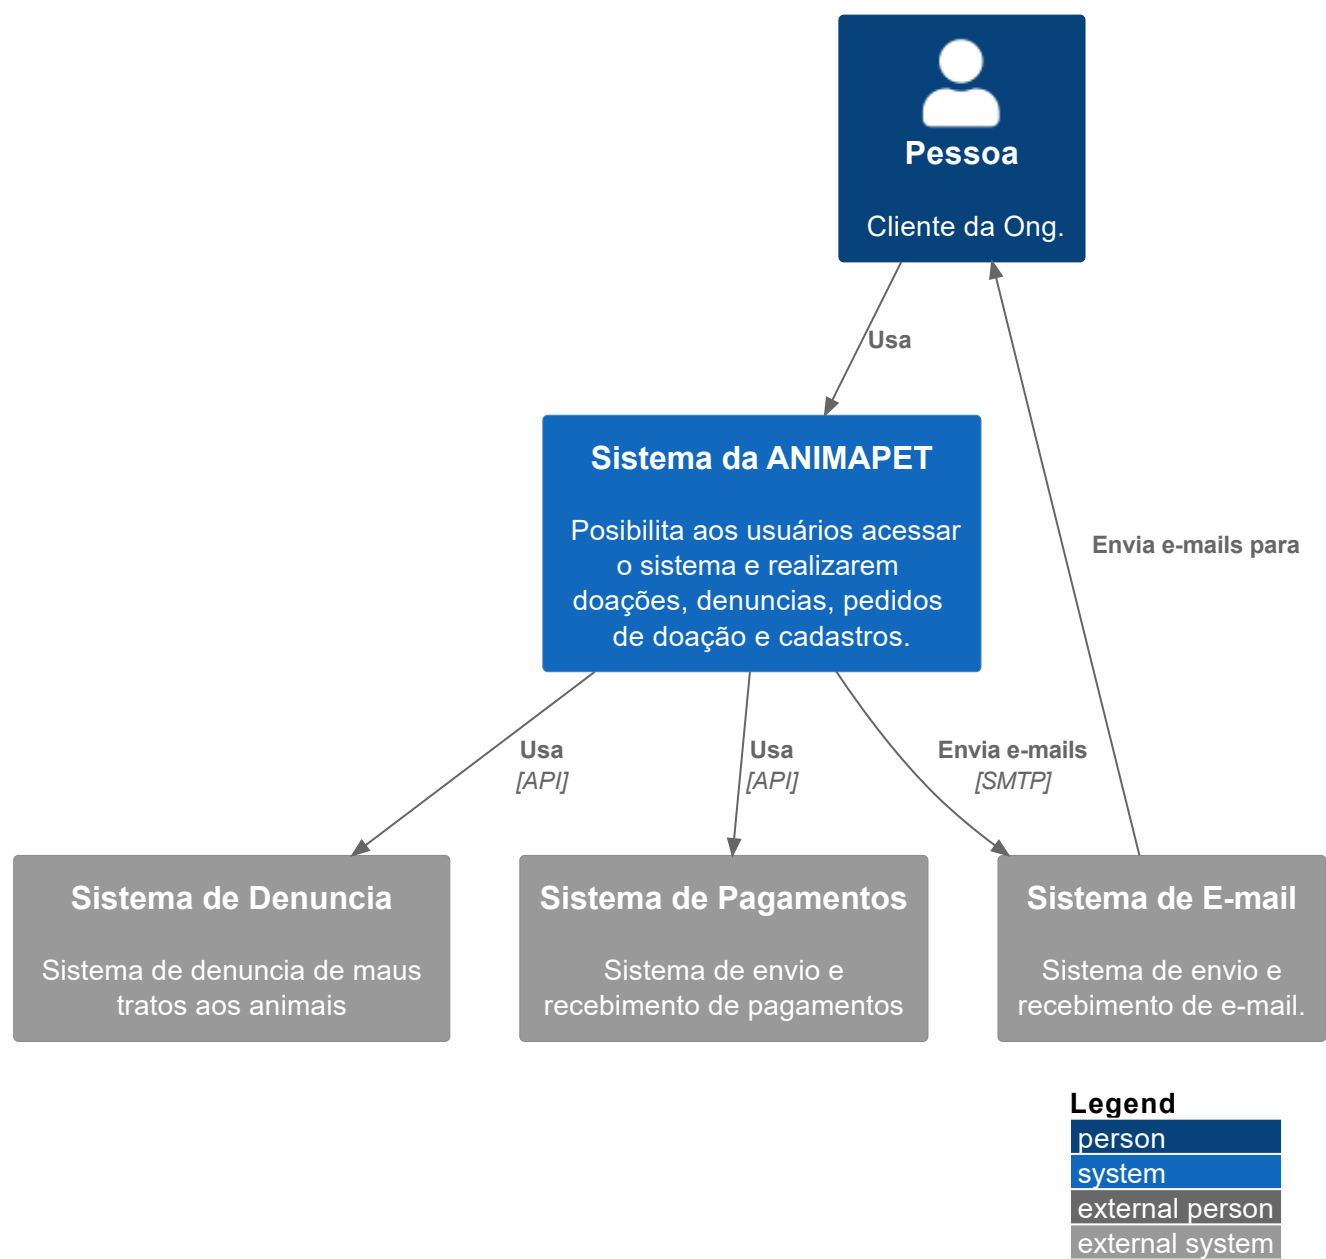 Pessoa
Cliente da Ong.
Usa
Sistema da ANIMAPET
Posibilita aos usuários acessar
o sistema e realizarem
doações, denuncias, pedidos
de doação e cadastros.
Envia e-mails para
Usa
[API]
Usa
[API]
Envia e-mails
[SMTP]
Sistema de Denuncia
Sistema de denuncia de maus
tratos aos animais
Sistema de Pagamentos
Sistema de envio e
recebimento de pagamentos
Sistema de E-mail
Sistema de envio e
recebimento de e-mail.
Legend
person
system
external person
external system